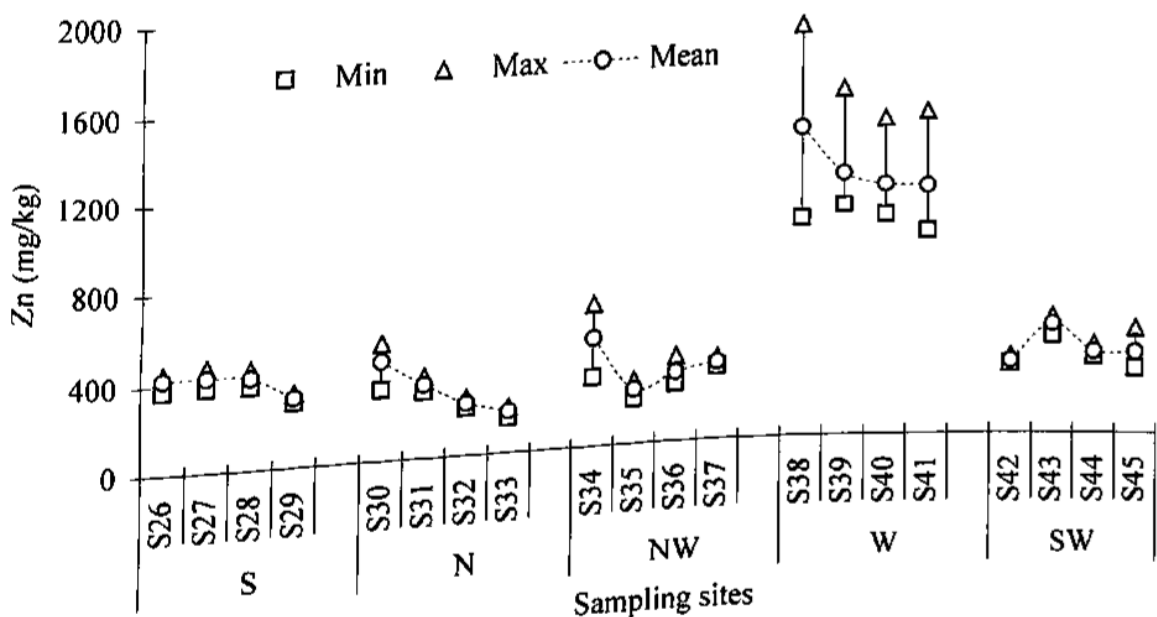 2000
Min Max Mean
1600
1200
Zn (mg/kg)
800
400
0
S26 S27 S28 S29 S30 S31 S32 S33 S34 S35 S36 S37 S38 S39 S40 S41 S42 S43 S44 S45
S N NW W SW
Sampling sites